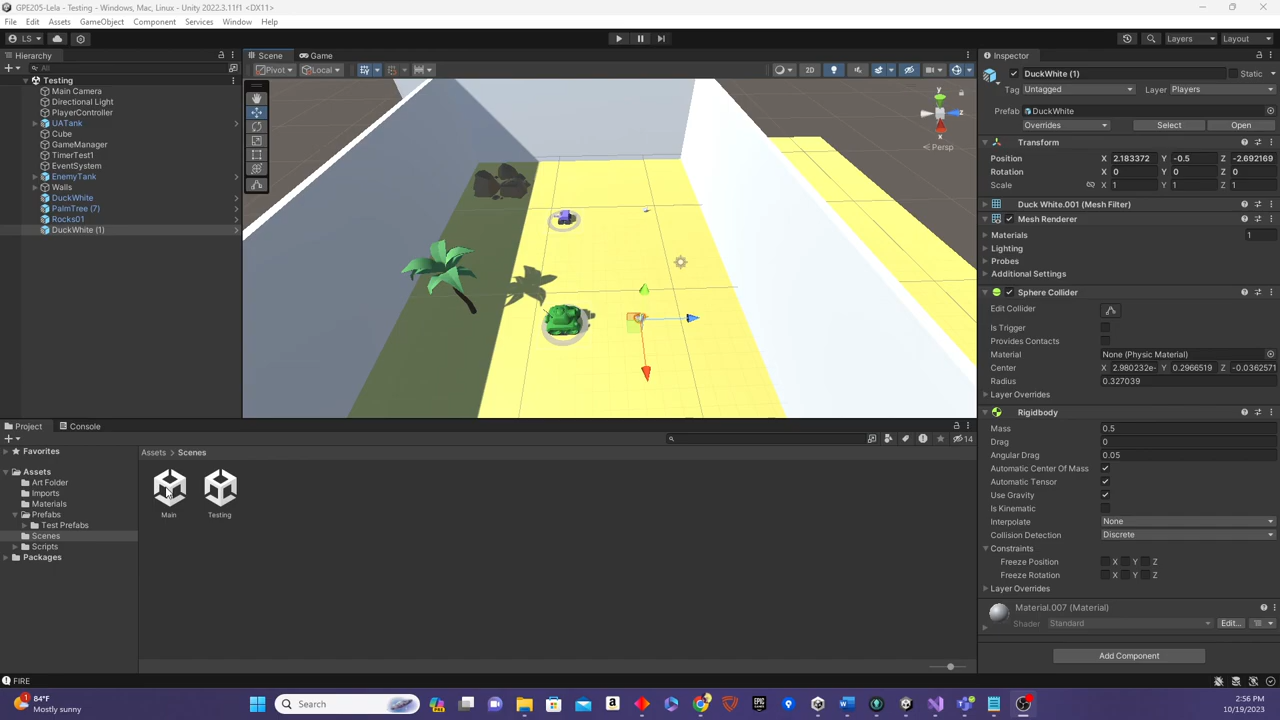 GPE205-Lela - Testing - Windows, Mac, Linux - Unity 2022.3.11f1 <DX11>
File Edit Assets GameObject Component Services Window Help
LS Layers Layout
Hierarchy
All
Testing
Main Camera
Directional Light
PlayerController
UATank
Cube
GameManager
TimerTest1
EventSystem
EnemyTank
Walls
DuckWhite
PalmTree (7)
Rocks01
DuckWhite (1)
Scene Game
Pivot Local 2D
y
z
Persp
Inspector
DuckWhite (1) Static
Tag Untagged Layer Players
Prefab DuckWhite
Overrides Select Open
Transform
Position X 2.183372 Y -0.5 Z -2.692169
Rotation X 0 Y 0 Z 0
Scale X 1 Y 1 Z 1
Duck White.001 (Mesh Filter)
Mesh Renderer
Materials 1
Lighting
Probes
Additional Settings
Sphere Collider
Edit Collider
Is Trigger
Provides Contacts
Material None (Physic Material)
Center X 2.980232e- Y 0.2966519 Z -0.0362571
Radius 0.327039
Layer Overrides
Rigidbody
Mass 0.5
Drag 0
Angular Drag 0.05
Automatic Center Of Mass
Automatic Tensor
Use Gravity
Is Kinematic
Interpolate None
Collision Detection Discrete
Constraints
Freeze Position X Y Z
Freeze Rotation X Y Z
Layer Overrides
Material.007 (Material)
Shader Standard Edit...
Add Component
Project Console
14
Favorites
Assets
Art Folder
Imports
Materials
Prefabs
Test Prefabs
Scenes
Scripts
Packages
Assets > Scenes
Main Testing
FIRE
84°F
Mostly sunny
Search
2:56 PM
10/19/2023